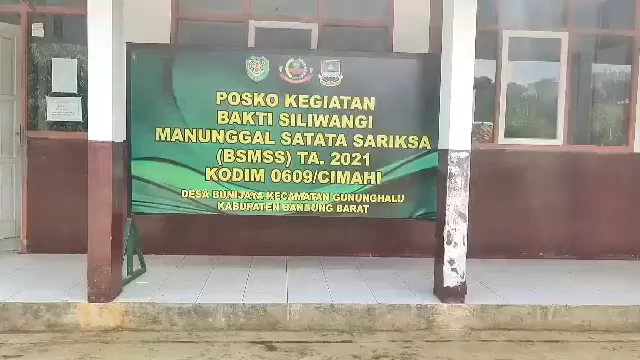 POSKO KEGIATAN
BAKTI SILIWANGI
MANUNGGAL SATATA SARIKSA
(BSMSS) TA. 2021
KODIM 0609/CIMAHI
DESA BUNIJAYA KECAMATAN GUNUNGHALU
KABUPATEN BANDUNG BARAT